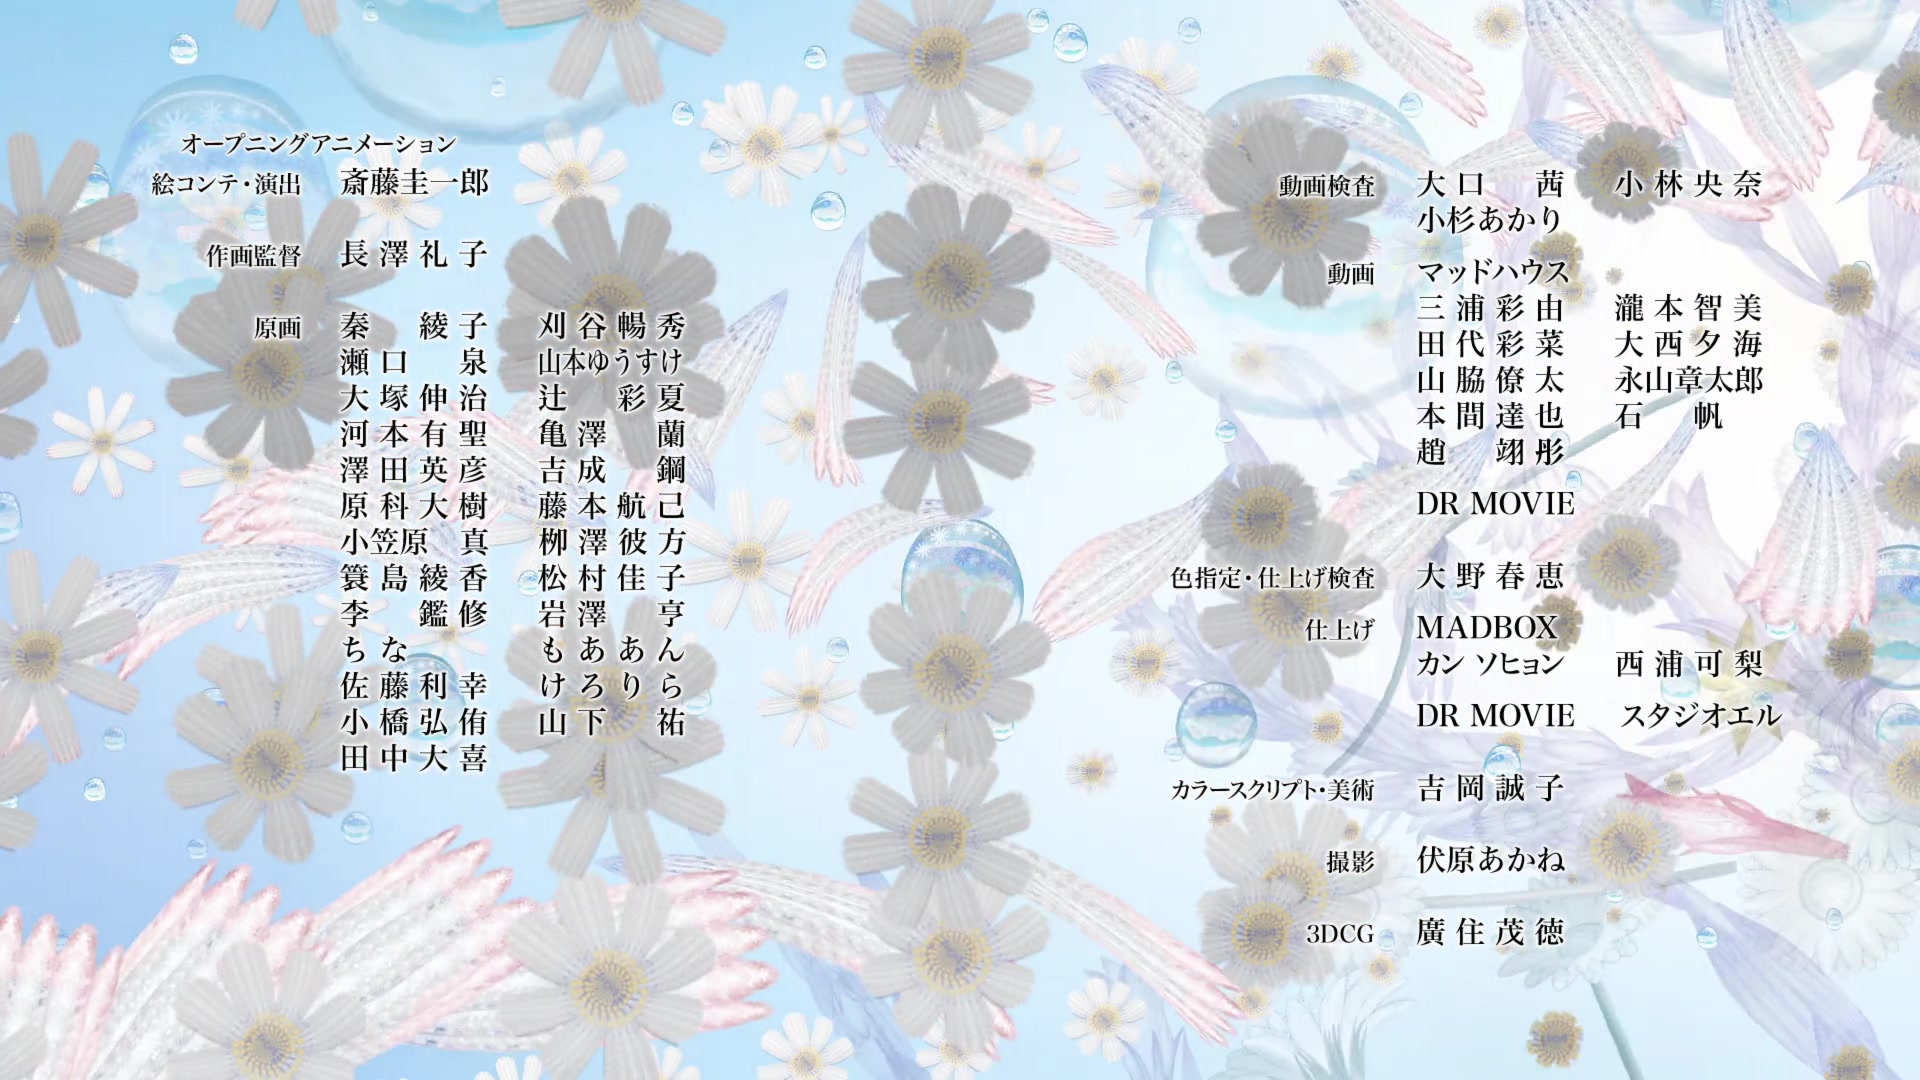 オープニングアニメーション
絵コンテ・演出 斎藤圭一郎
作画監督 長澤礼子
原画 秦綾子 刈谷暢秀
瀬口泉 山本ゆうすけ
大塚伸治 辻彩夏
河本有聖 亀澤蘭
澤田英彦 吉成鋼
原科大樹 藤本航己
小笠原真 柳澤彼方
簑島綾香 松村佳子
李鑑修 岩澤亨
ちな もああん
佐藤利幸 けろりら
小橋弘侑 山下祐
田中大喜
動画検査 大口茜 小林央奈
小杉あかり
動画 マッドハウス
三浦彩由 瀧本智美
田代彩菜 大西夕海
山脇僚太 永山章太郎
本間達也 石帆
趙翊彤
DR MOVIE
色指定・仕上げ検査 大野春恵
仕上げ MADBOX
カン ソヒョン 西浦可梨
DR MOVIE スタジオエル
カラースクリプト・美術 吉岡誠子
撮影 伏原あかね
3DCG 廣住茂徳